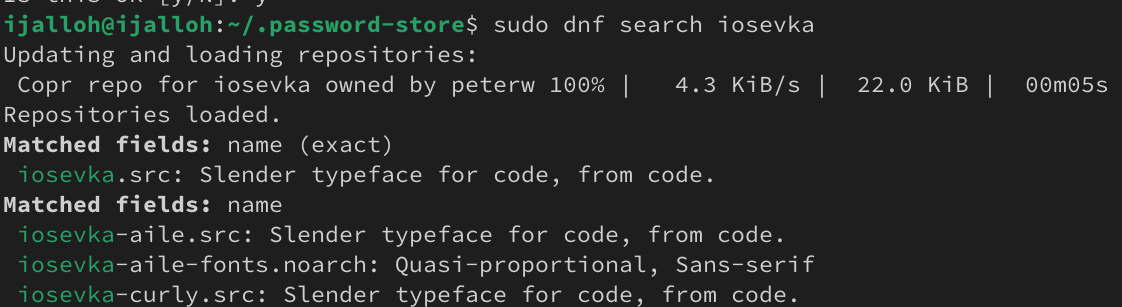 is this ok [y/N]: y
ijalloh@ijalloh:~/.password-store$ sudo dnf search iosevka
Updating and loading repositories:
 Copr repo for iosevka owned by peterw 100% |   4.3 KiB/s |  22.0 KiB |  00m05s
Repositories loaded.
Matched fields: name (exact)
 iosevka.src: Slender typeface for code, from code.
Matched fields: name
 iosevka-aile.src: Slender typeface for code, from code.
 iosevka-aile-fonts.noarch: Quasi-proportional, Sans-serif
 iosevka-curly.src: Slender typeface for code, from code.